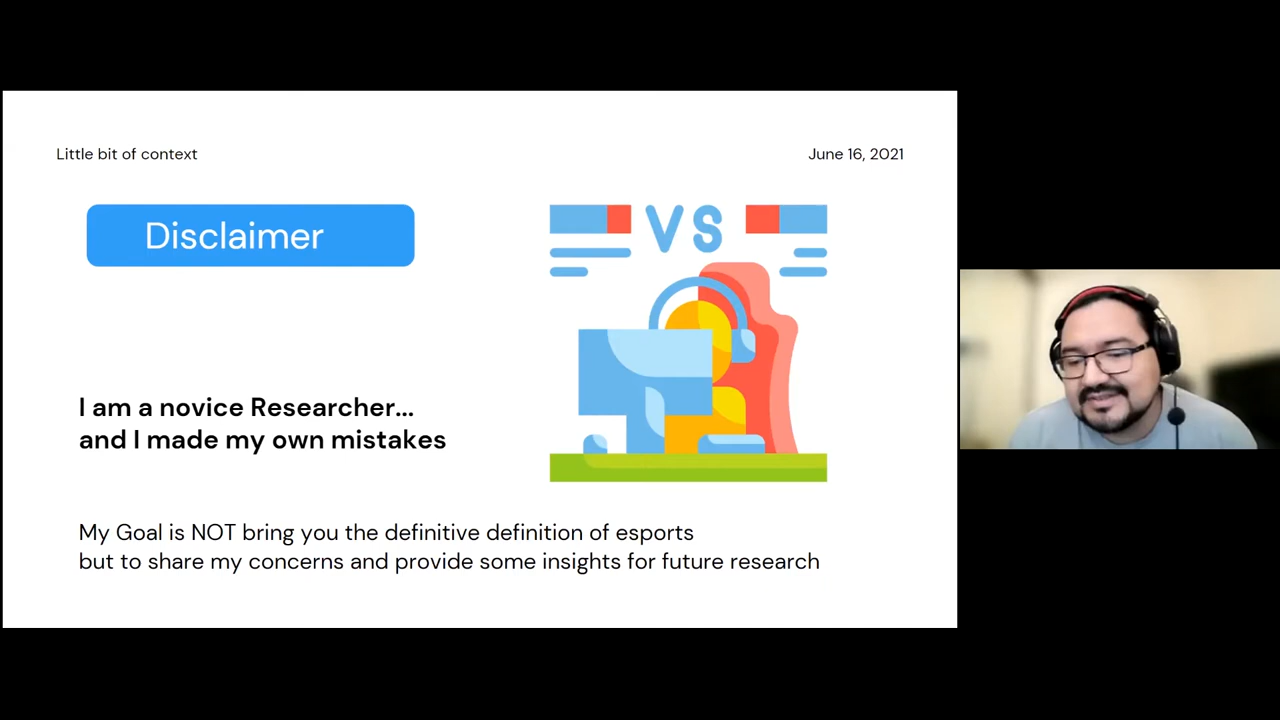 Little bit of context
June 16, 2021
Disclaimer
VS
I am a novice Researcher...
and I made my own mistakes
My Goal is NOT bring you the definitive definition of esports
but to share my concerns and provide some insights for future research